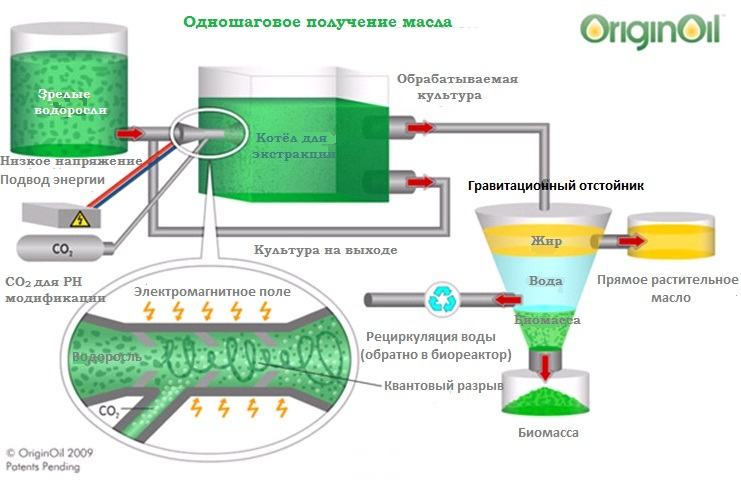 Одношаговое получение масла
OriginOil
Зрелые
водоросли
Обрабатываемая
культура
Котёл для
экстракции
Низкое напряжение
Подвод энергии
Гравитационный отстойник
CO₂
Культура на выходе
Жир
CO₂ для PH
модификации
Электромагнитное поле
Вода
Прямое растительное
масло
Биомасса
Рециркуляция воды
(обратно в биореактор)
Водоросль
Квантовый разрыв
CO₂
Биомасса
© OriginOil 2009
Patents Pending